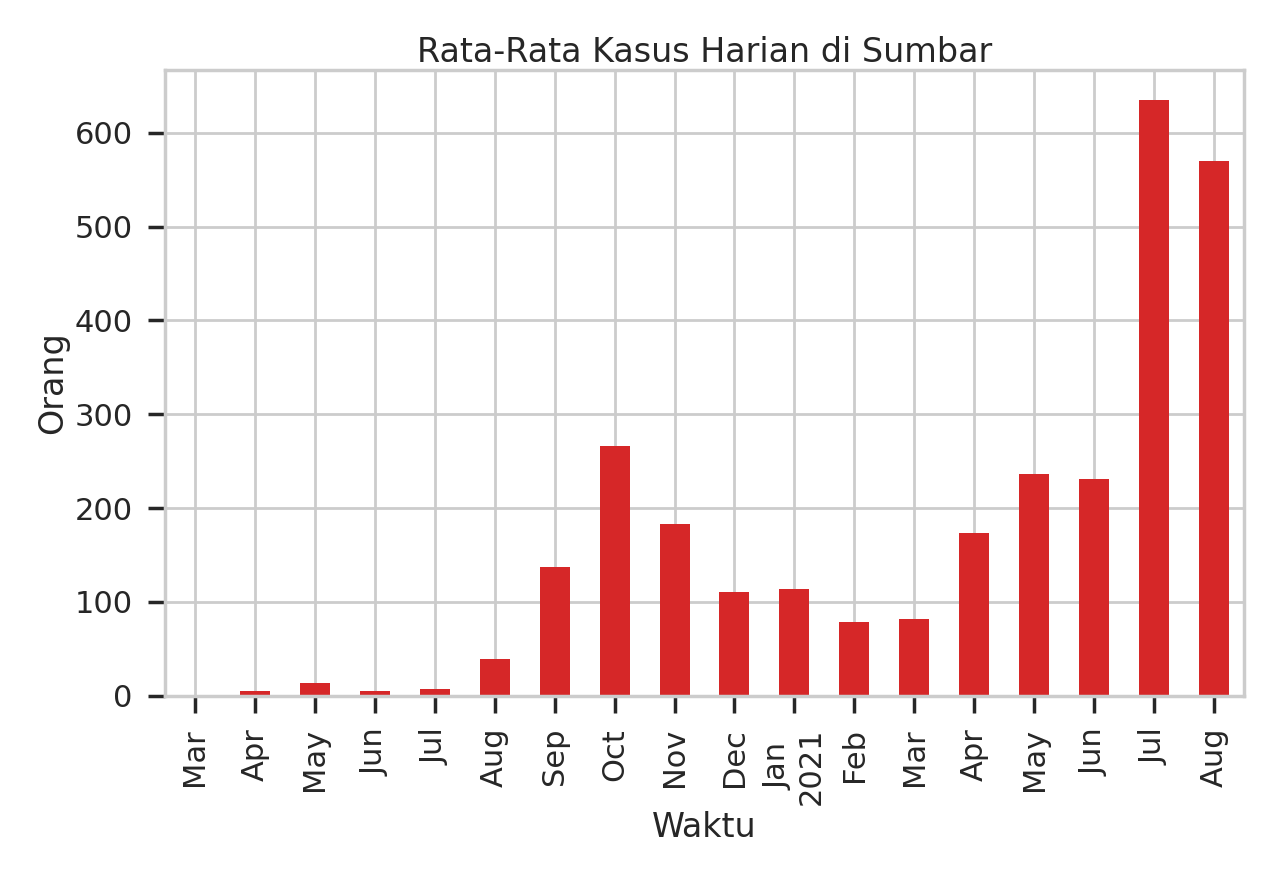 Rata-Rata Kasus Harian di Sumbar
Orang
600
500
400
300
200
100
0
Mar
Apr
May
Jun
Jul
Aug
Sep
Oct
Nov
Dec
Jan
2021
Feb
Mar
Apr
May
Jun
Jul
Aug
Waktu